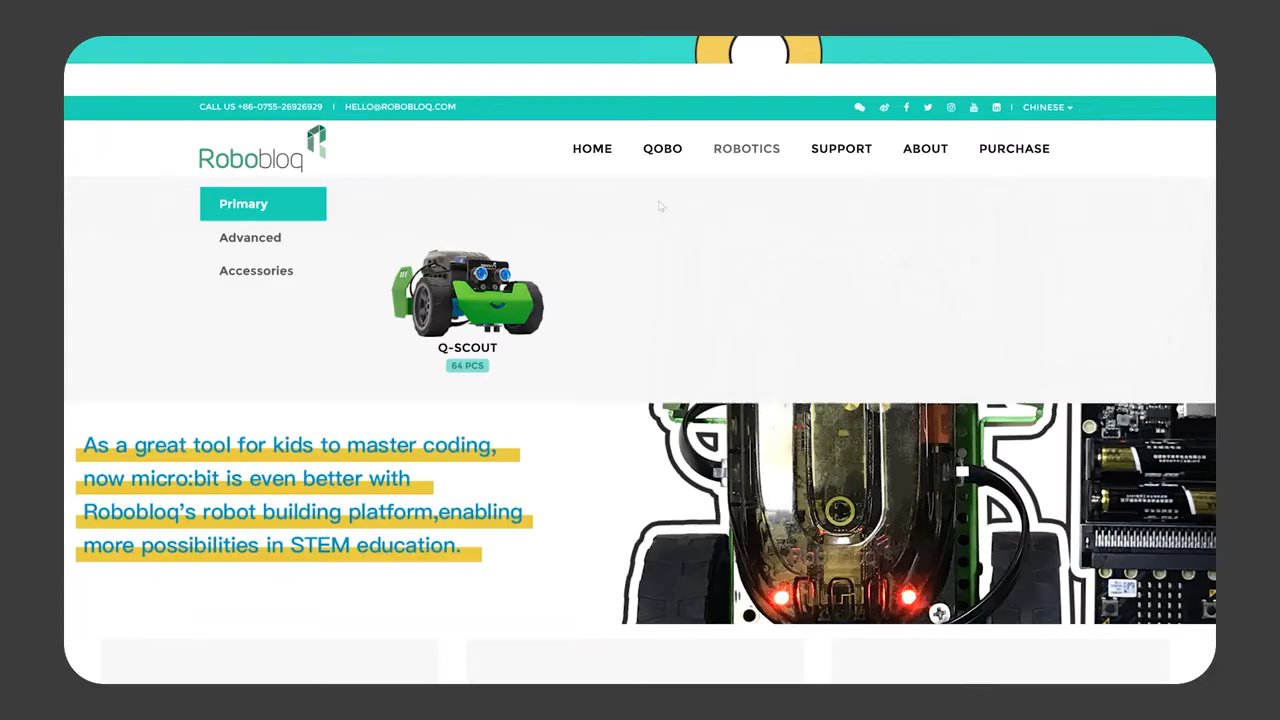 CALL US +86-0755-26926929 I HELLO@ROBOBLOQ.COM
I CHINESE
Robobloq
HOME QOBO ROBOTICS SUPPORT ABOUT PURCHASE
Primary
Advanced
Accessories
Q-SCOUT
64 PCS
As a great tool for kids to master coding,
now micro:bit is even better with
Robobloq's robot building platform,enabling
more possibilities in STEM education.